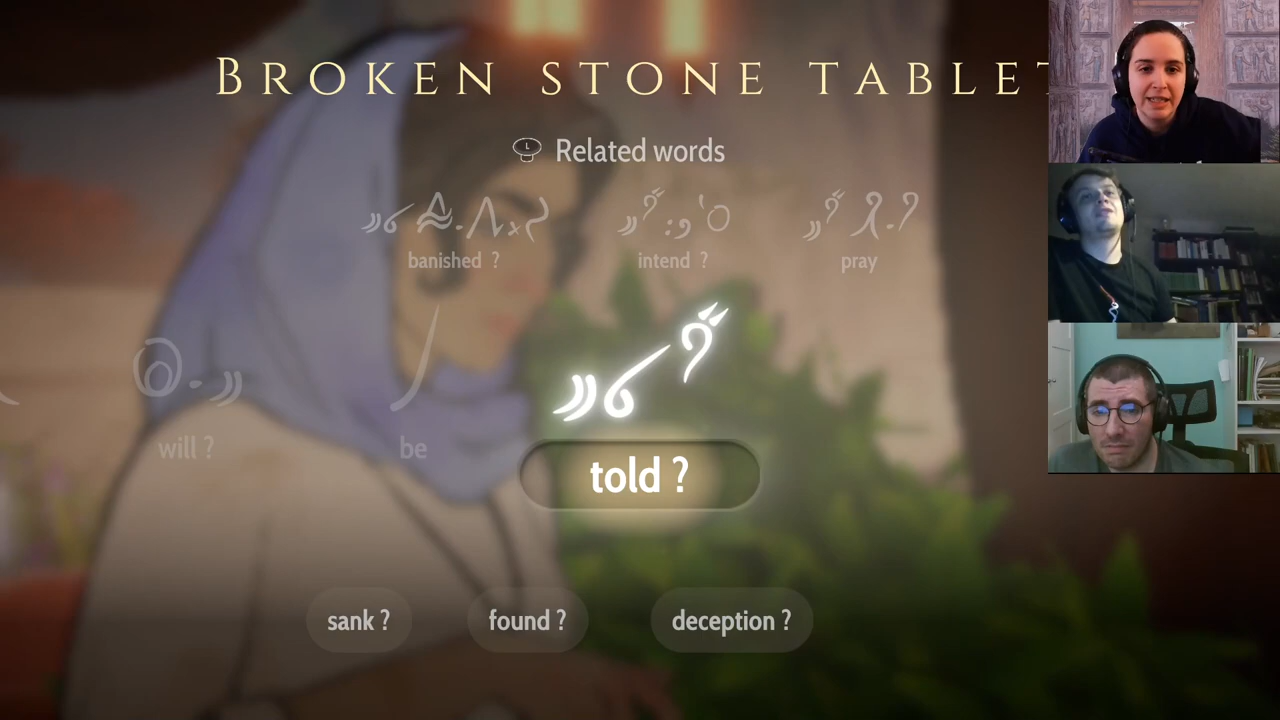 BROKEN STONE TABLET
Related words
banished ? intend ? pray
will ? be told ?
sank ? found ? deception ?